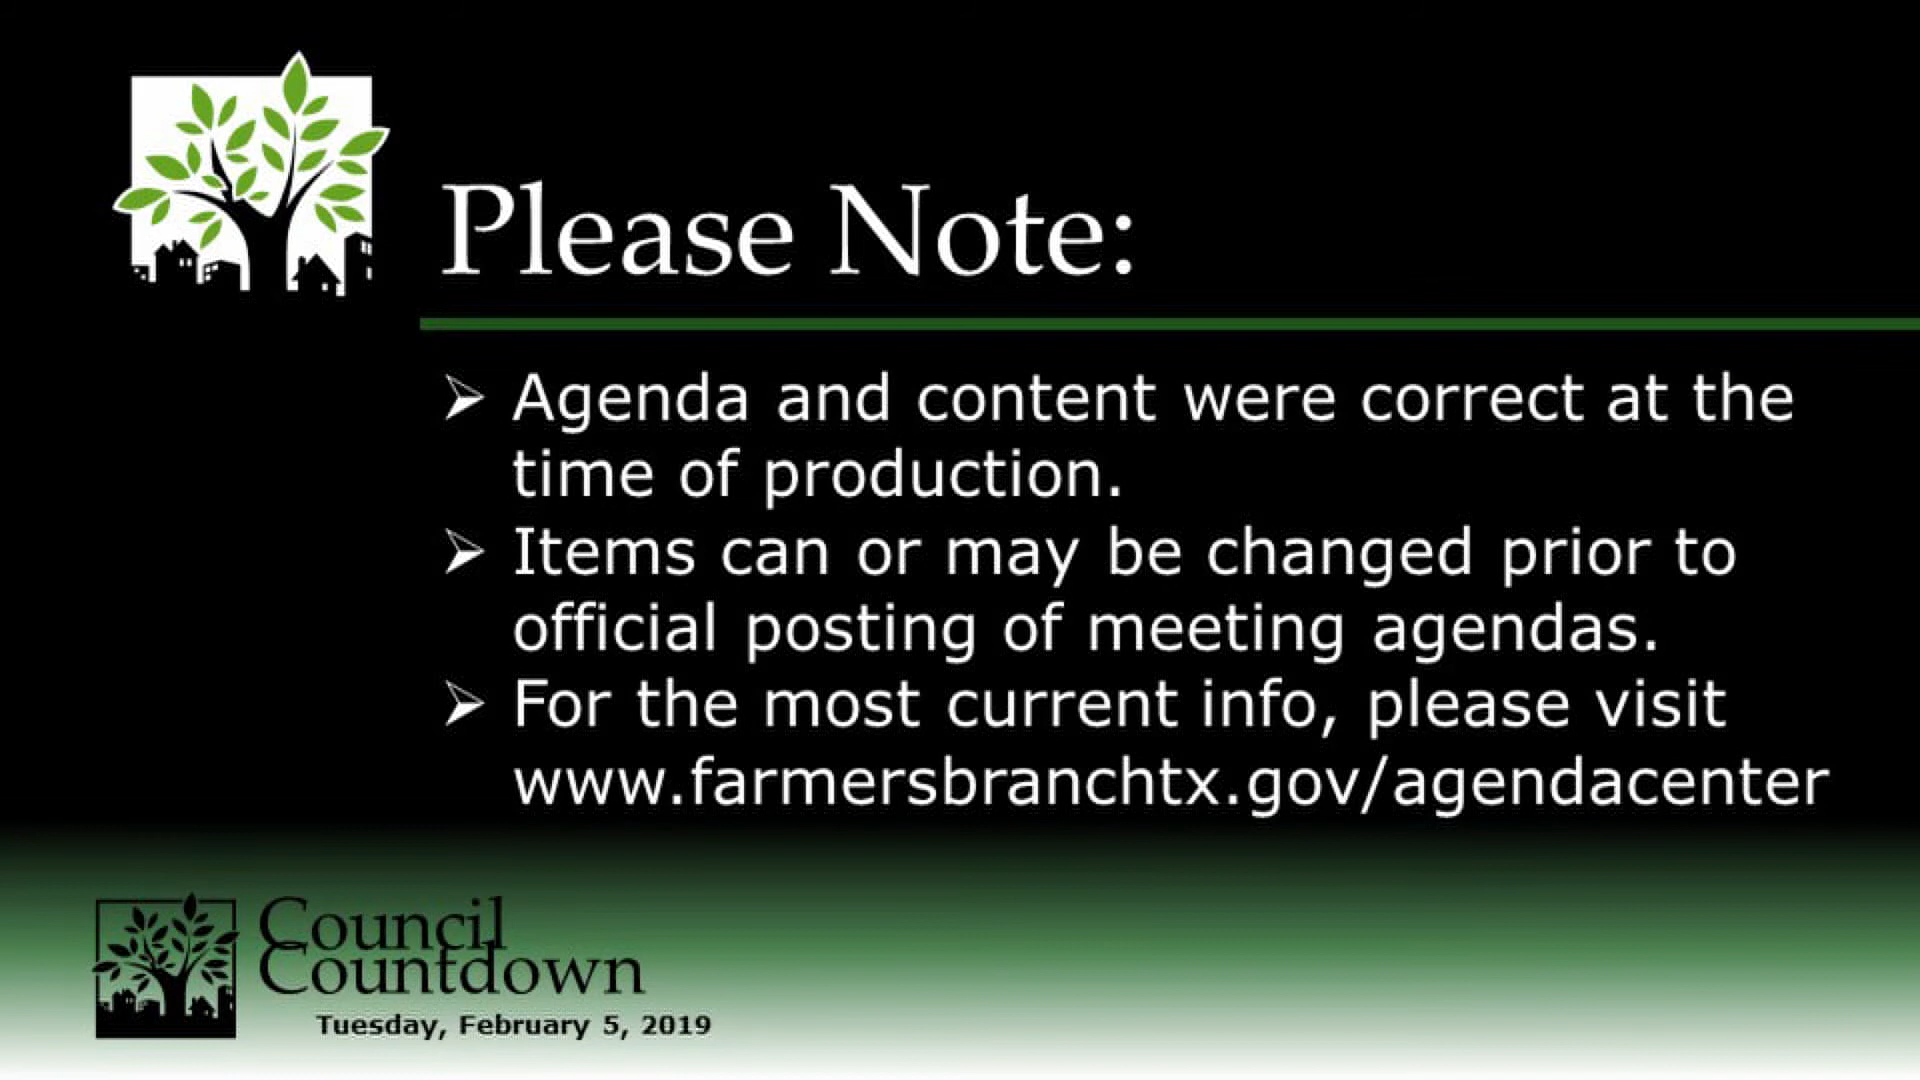 Please Note:
➢ Agenda and content were correct at the
time of production.
➢ Items can or may be changed prior to
official posting of meeting agendas.
➢ For the most current info, please visit
www.farmersbranchtx.gov/agendacenter
Council
Countdown
Tuesday, February 5, 2019